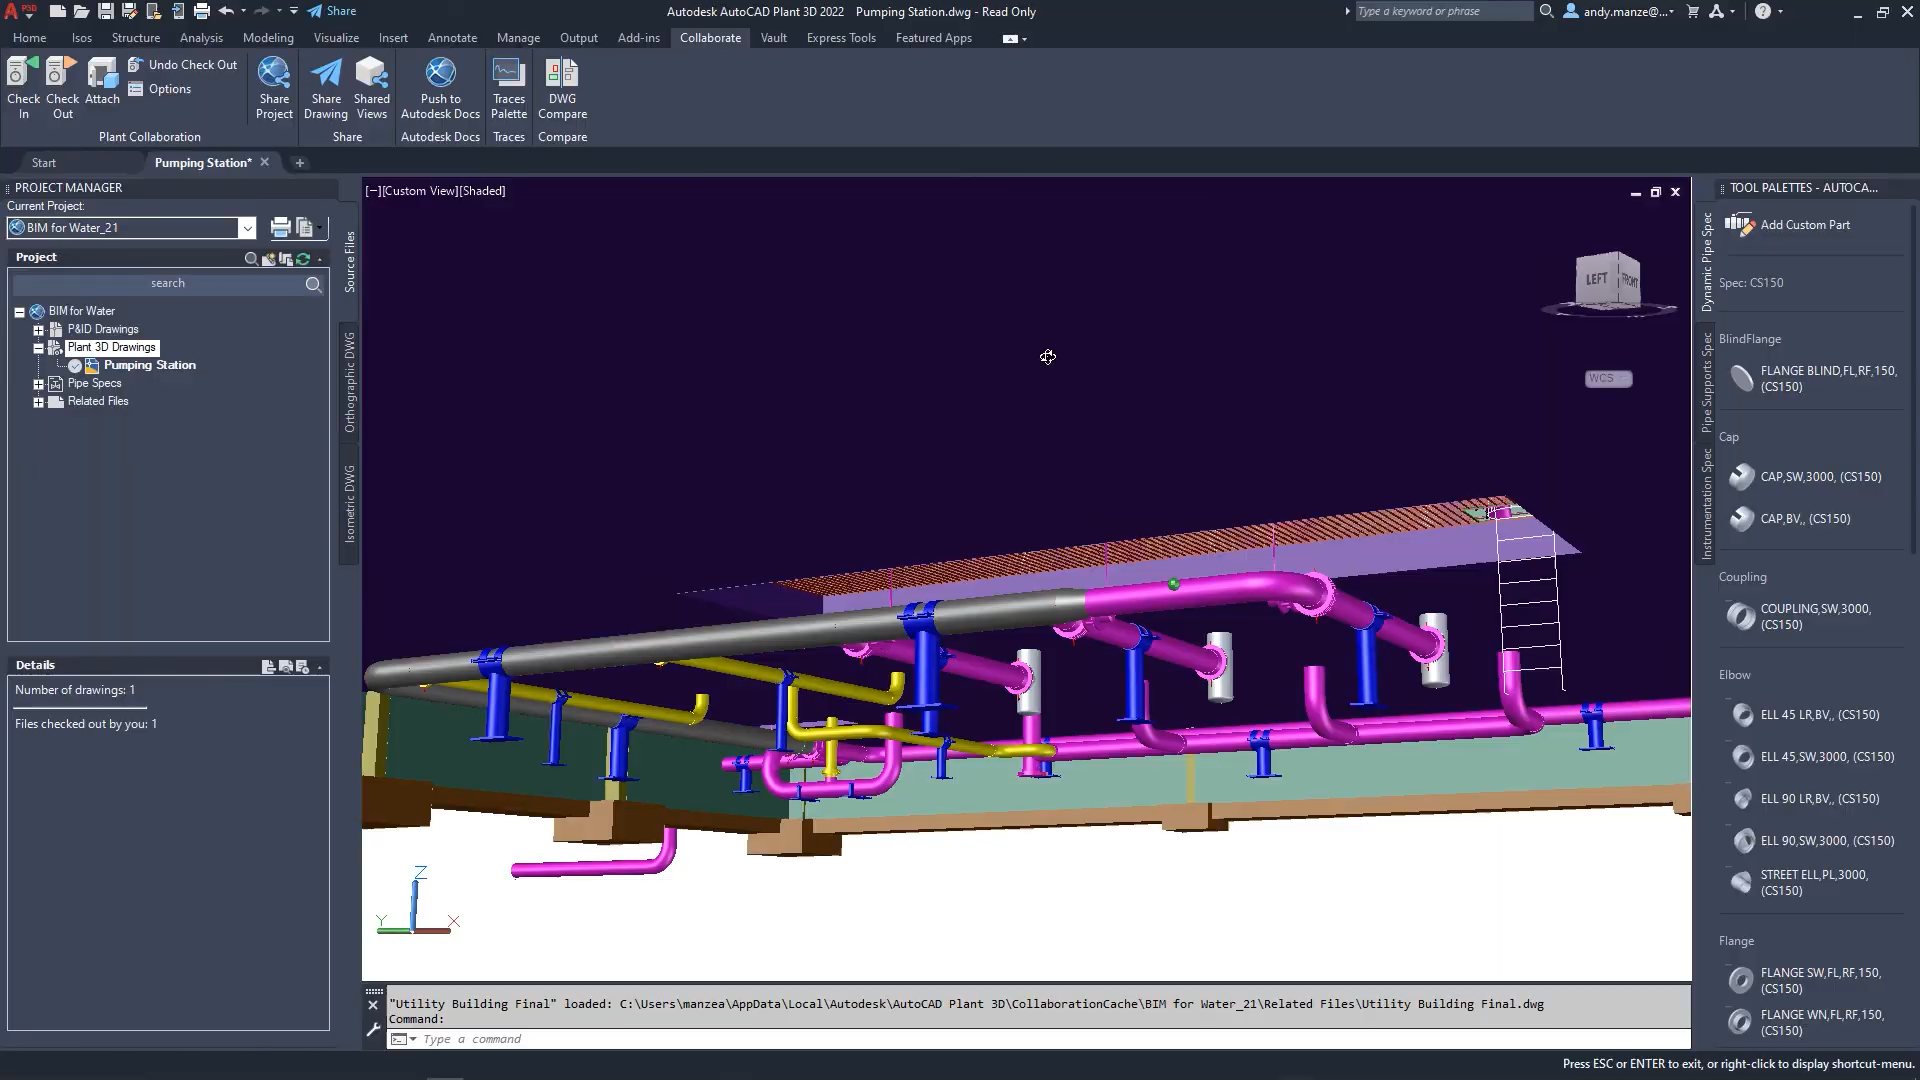 Share
Autodesk AutoCAD Plant 3D 2022 Pumping Station.dwg - Read Only
Type a keyword or phrase
andy.manze@...
Home
Isos
Structure
Analysis
Modeling
Visualize
Insert
Annotate
Manage
Output
Add-ins
Collaborate
Vault
Express Tools
Featured Apps
Check In
Check Out
Attach
Undo Check Out
Options
Share Project
Share Drawing
Shared Views
Push to Autodesk Docs
Traces Palette
DWG Compare
Plant Collaboration
Share
Autodesk Docs
Traces
Compare
Start
Pumping Station*
PROJECT MANAGER
Current Project:
BIM for Water_21
Project
search
BIM for Water
P&ID Drawings
Plant 3D Drawings
Pumping Station
Pipe Specs
Related Files
Details
Number of drawings: 1
Files checked out by you: 1
Source Files
Orthographic DWG
Isometric DWG
[−][Custom View][Shaded]
LEFT
FRONT
WCS
Z
Y
X
"Utility Building Final" loaded: C:\Users\manzea\AppData\Local\Autodesk\AutoCAD Plant 3D\CollaborationCache\BIM for Water_21\Related Files\Utility Building Final.dwg
Command:
Type a command
TOOL PALETTES - AUTOCA...
Dynamic Pipe Spec
Pipe Supports Spec
Instrumentation Spec
Add Custom Part
Spec: CS150
BlindFlange
FLANGE BLIND,FL,RF,150,
(CS150)
Cap
CAP,SW,3000, (CS150)
CAP,BV,, (CS150)
Coupling
COUPLING,SW,3000,
(CS150)
Elbow
ELL 45 LR,BV,, (CS150)
ELL 45,SW,3000, (CS150)
ELL 90 LR,BV,, (CS150)
ELL 90,SW,3000, (CS150)
STREET ELL,PL,3000,
(CS150)
Flange
FLANGE SW,FL,RF,150,
(CS150)
FLANGE WN,FL,RF,150,
(CS150)
Press ESC or ENTER to exit, or right-click to display shortcut-menu.